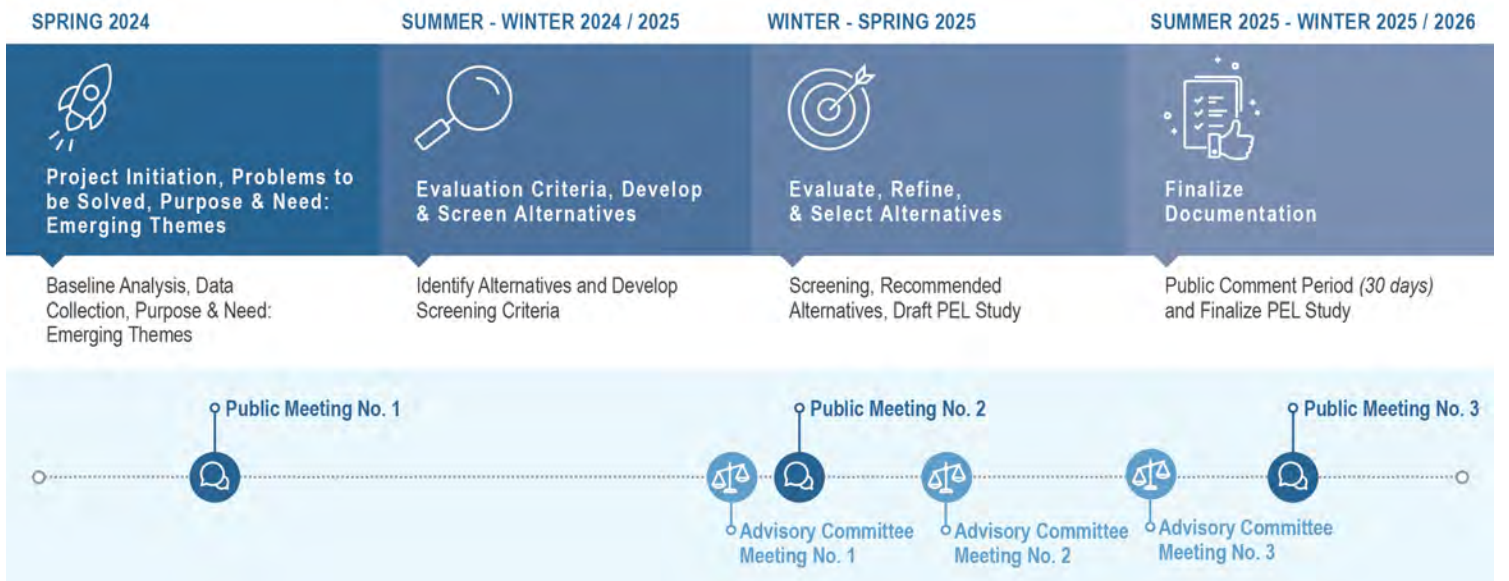 SPRING 2024
SUMMER - WINTER 2024 / 2025
WINTER - SPRING 2025
SUMMER 2025 - WINTER 2025 / 2026
Project Initiation, Problems to
be Solved, Purpose & Need:
Emerging Themes
Evaluation Criteria, Develop
& Screen Alternatives
Evaluate, Refine,
& Select Alternatives
Finalize
Documentation
Baseline Analysis, Data
Collection, Purpose & Need:
Emerging Themes
Identify Alternatives and Develop
Screening Criteria
Screening, Recommended
Alternatives, Draft PEL Study
Public Comment Period (30 days)
and Finalize PEL Study
Public Meeting No. 1
Public Meeting No. 2
Public Meeting No. 3
Advisory Committee
Meeting No. 1
Advisory Committee
Meeting No. 2
Advisory Committee
Meeting No. 3